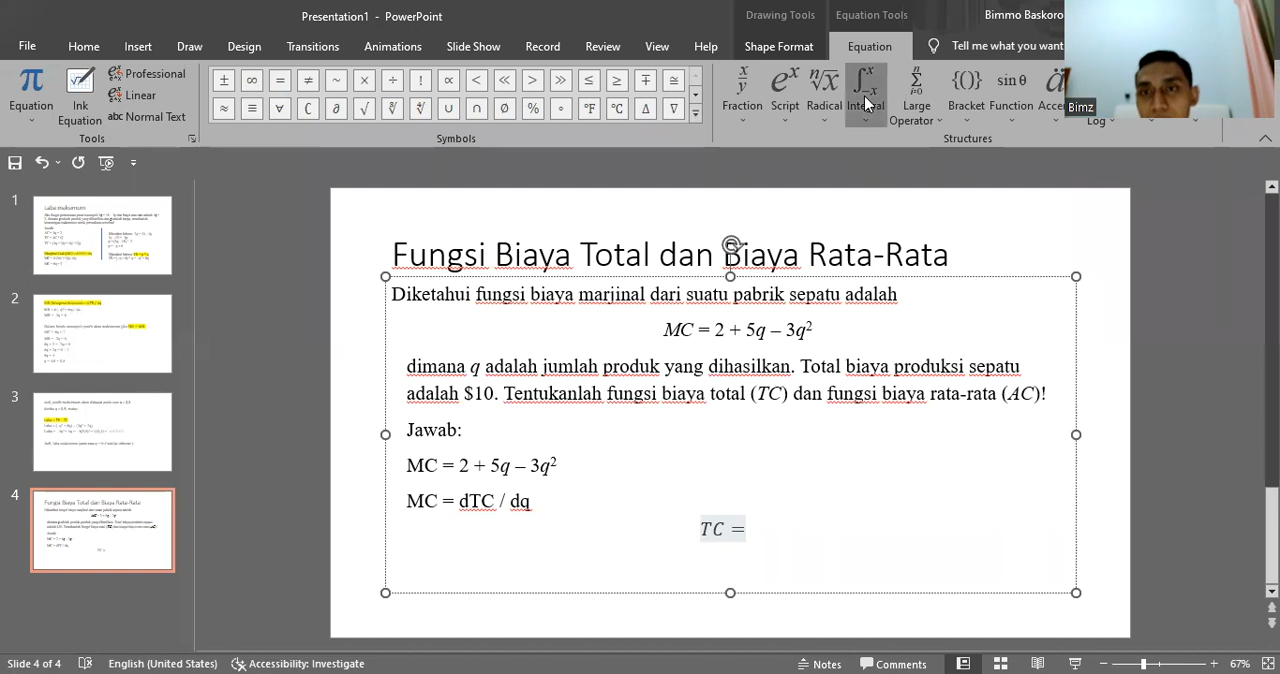 Presentation1 - PowerPoint
Drawing Tools
Equation Tools
Bimmo Baskoro
File Home Insert Draw Design Transitions Animations Slide Show Record Review View Help Shape Format Equation Tell me what you want
Equation
Ink Equation
Professional
Linear
abc Normal Text
Tools
Symbols
Fraction Script Radical Integral Large Operator Bracket Function
Log
Structures
Bimz
1
2
3
4
Fungsi Biaya Total dan Biaya Rata-Rata
Diketahui fungsi biaya marjinal dari suatu pabrik sepatu adalah
MC = 2 + 5q – 3q²
dimana q adalah jumlah produk yang dihasilkan. Total biaya produksi sepatu
adalah $10. Tentukanlah fungsi biaya total (TC) dan fungsi biaya rata-rata (AC)!
Jawab:
MC = 2 + 5q – 3q²
MC = dTC / dq
TC =
Slide 4 of 4
English (United States)
Accessibility: Investigate
Notes
Comments
67%